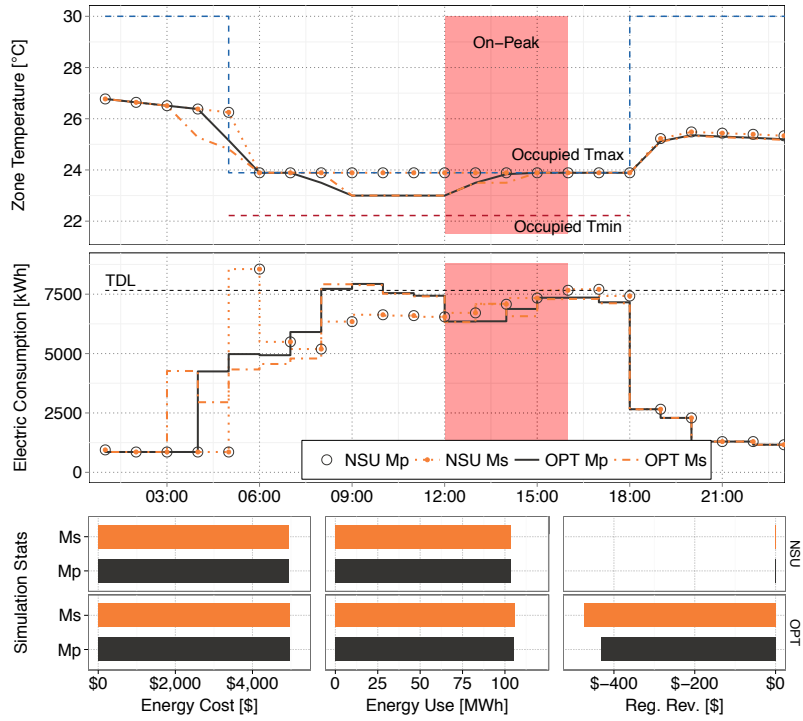 Zone Temperature [°C]
30
28
26
24
22
On-Peak
Occupied Tmax
Occupied Tmin
Electric Consumption [kWh]
7500
5000
2500
0
TDL
NSU Mp NSU Ms OPT Mp OPT Ms
03:00 06:00 09:00 12:00 15:00 18:00 21:00
Simulation Stats
Ms
Mp
NSU
Ms
Mp
OPT
$0 $2,000 $4,000 0 25 50 75 100 $−400 $−200 $0
Energy Cost [$] Energy Use [MWh] Reg. Rev. [$]